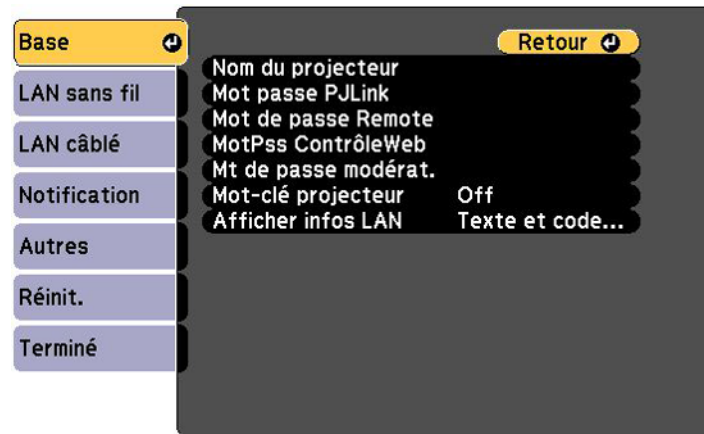 Base
LAN sans fil
LAN câblé
Notification
Autres
Réinit.
Terminé
Retour
Nom du projecteur
Mot passe PJLink
Mot de passe Remote
MotPss ContrôleWeb
Mt de passe modérat.
Mot-clé projecteur Off
Afficher infos LAN Texte et code...